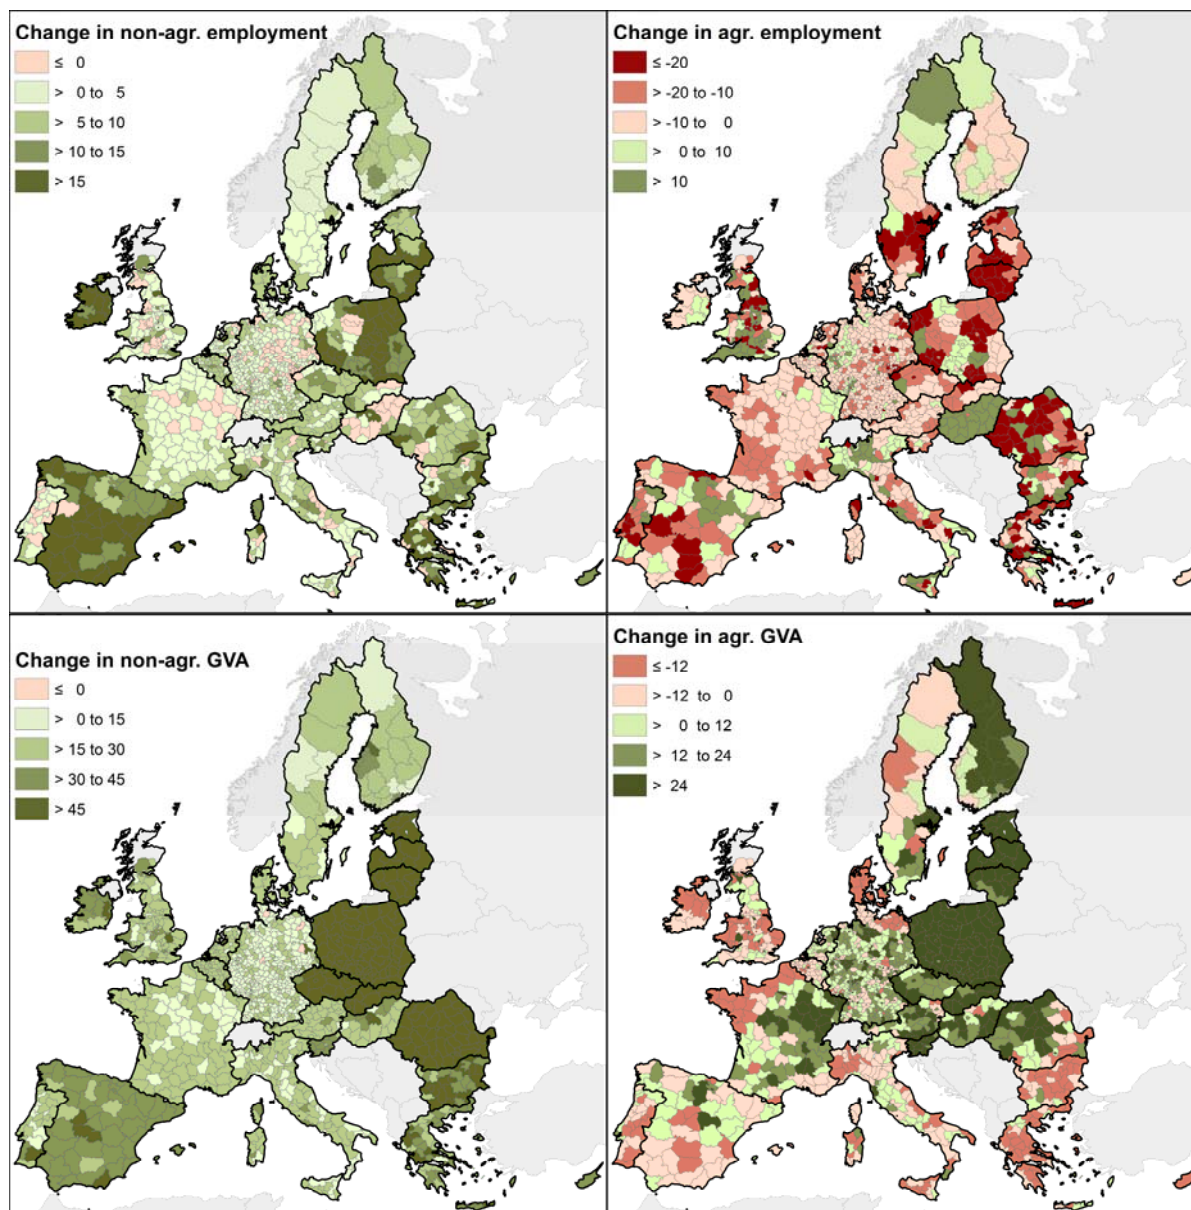 Change in non-agr. employment
≤ 0
> 0 to 5
> 5 to 10
> 10 to 15
> 15
Change in agr. employment
≤ -20
> -20 to -10
> -10 to 0
> 0 to 10
> 10
Change in non-agr. GVA
≤ 0
> 0 to 15
> 15 to 30
> 30 to 45
> 45
Change in agr. GVA
≤ -12
> -12 to 0
> 0 to 12
> 12 to 24
> 24